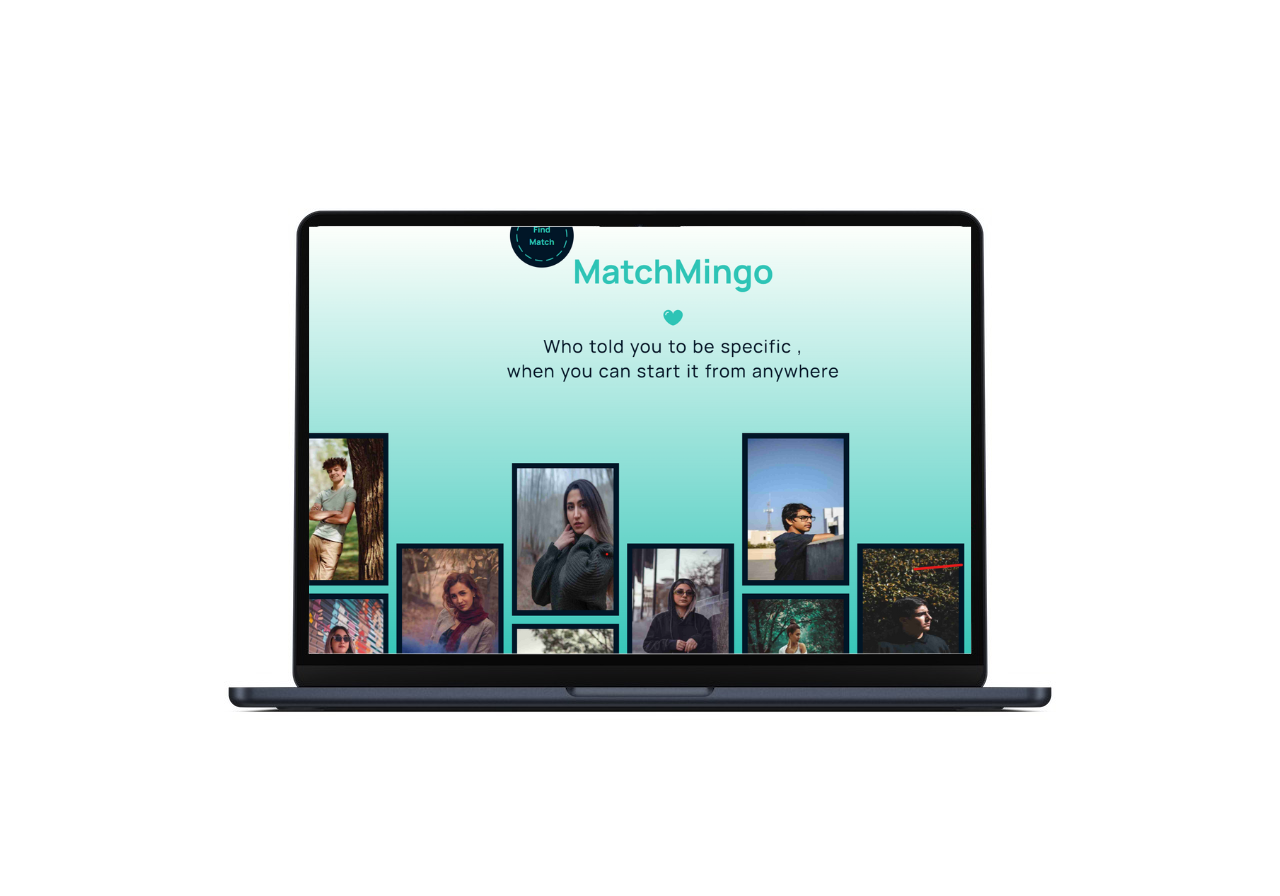 Find
Match
MatchMingo
Who told you to be specific ,
when you can start it from anywhere